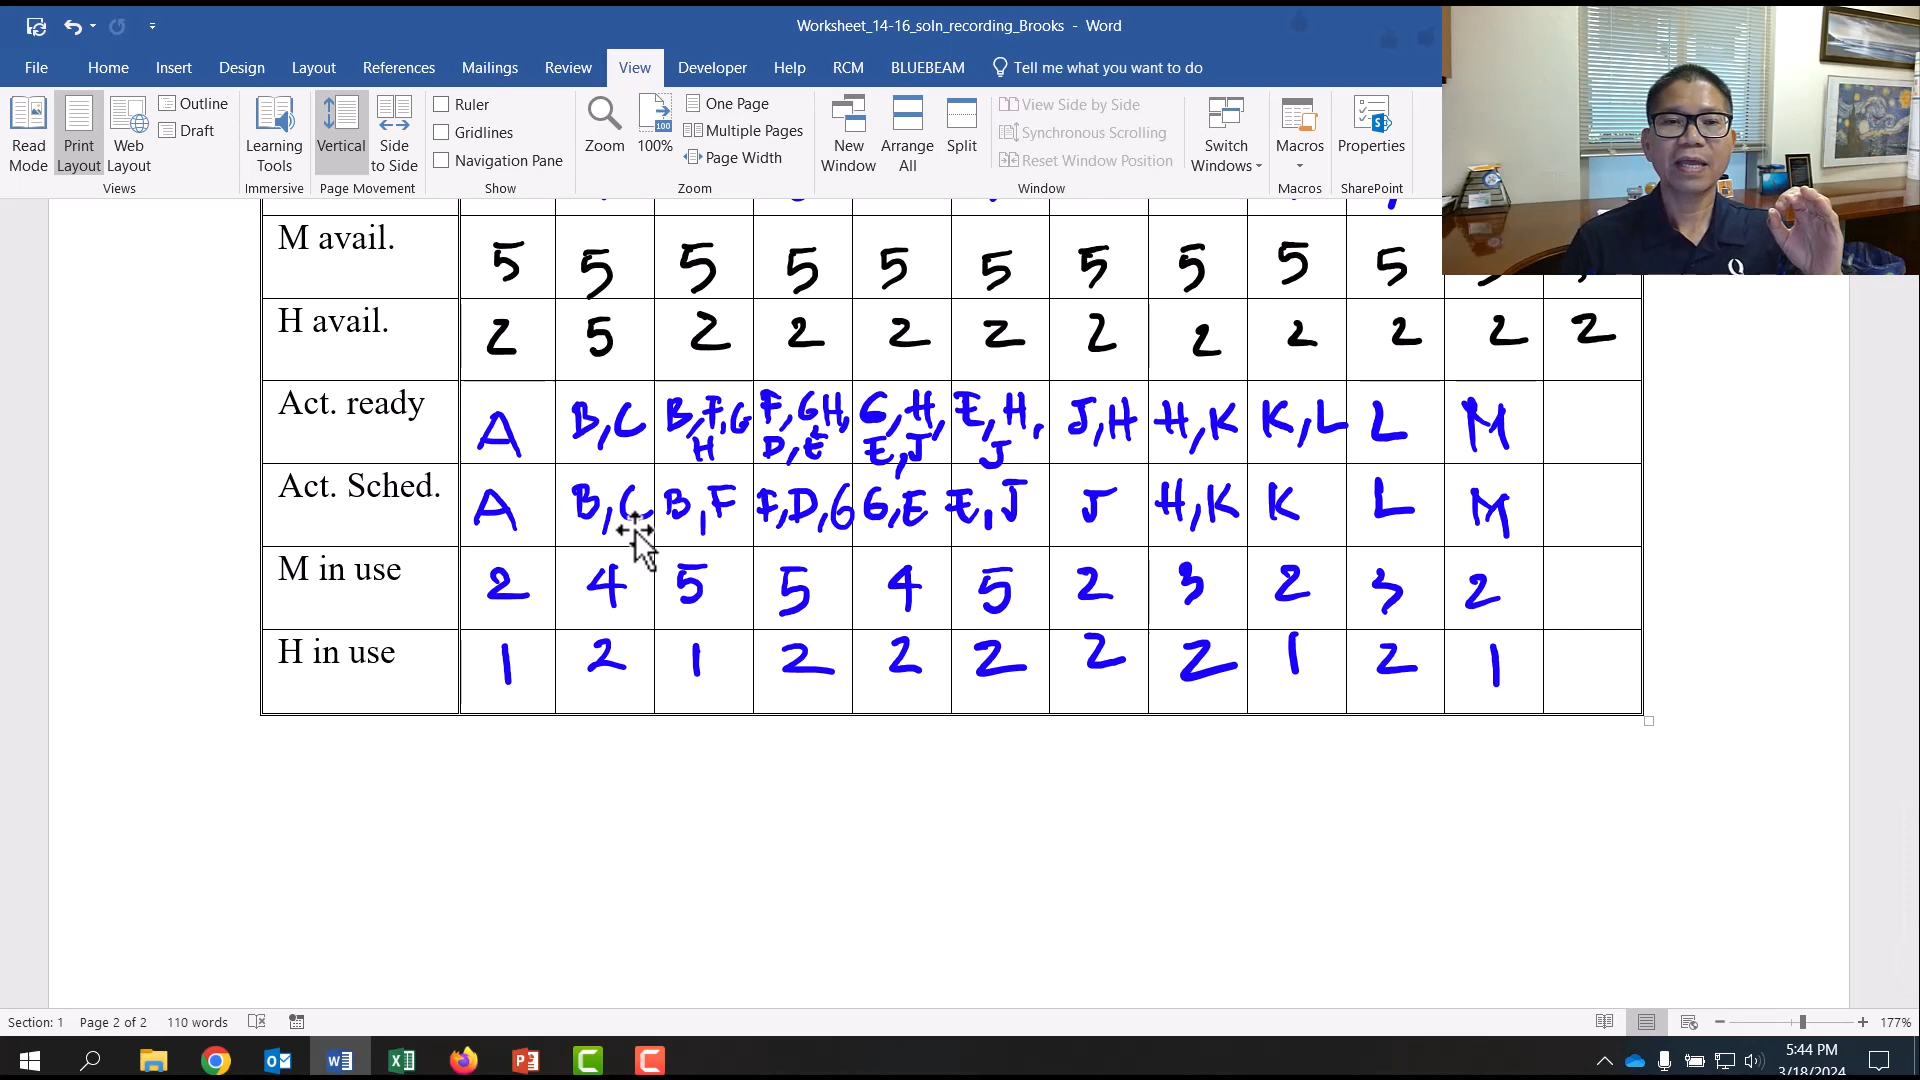 Worksheet_14-16_soln_recording_Brooks - Word
File Home Insert Design Layout References Mailings Review View Developer Help RCM BLUEBEAM Tell me what you want to do
Read Mode
Print Layout
Web Layout
Outline
Draft
Views
Learning Tools
Immersive
Vertical
Side to Side
Page Movement
Ruler
Gridlines
Navigation Pane
Show
Zoom
100
100%
One Page
Multiple Pages
Page Width
Zoom
New Window
Arrange All
Split
View Side by Side
Synchronous Scrolling
Reset Window Position
Window
Switch Windows
Macros
Macros
Properties
SharePoint
M avail. 5 5 5 5 5 5 5 5 5 5
H avail. 2 5 2 2 2 2 2 2 2 2 2 2
Act. ready A B,C B,F,G H F,G H, D,E G,H, E,J E,H, J J,H H,K K,L L M
Act. Sched. A B,C B,F F,D,G G,E E,J J H,K K L M
M in use 2 4 5 5 4 5 2 3 2 3 2
H in use 1 2 1 2 2 2 2 2 1 2 1
Section: 1 Page 2 of 2 110 words 177%
5:44 PM
3/18/2024